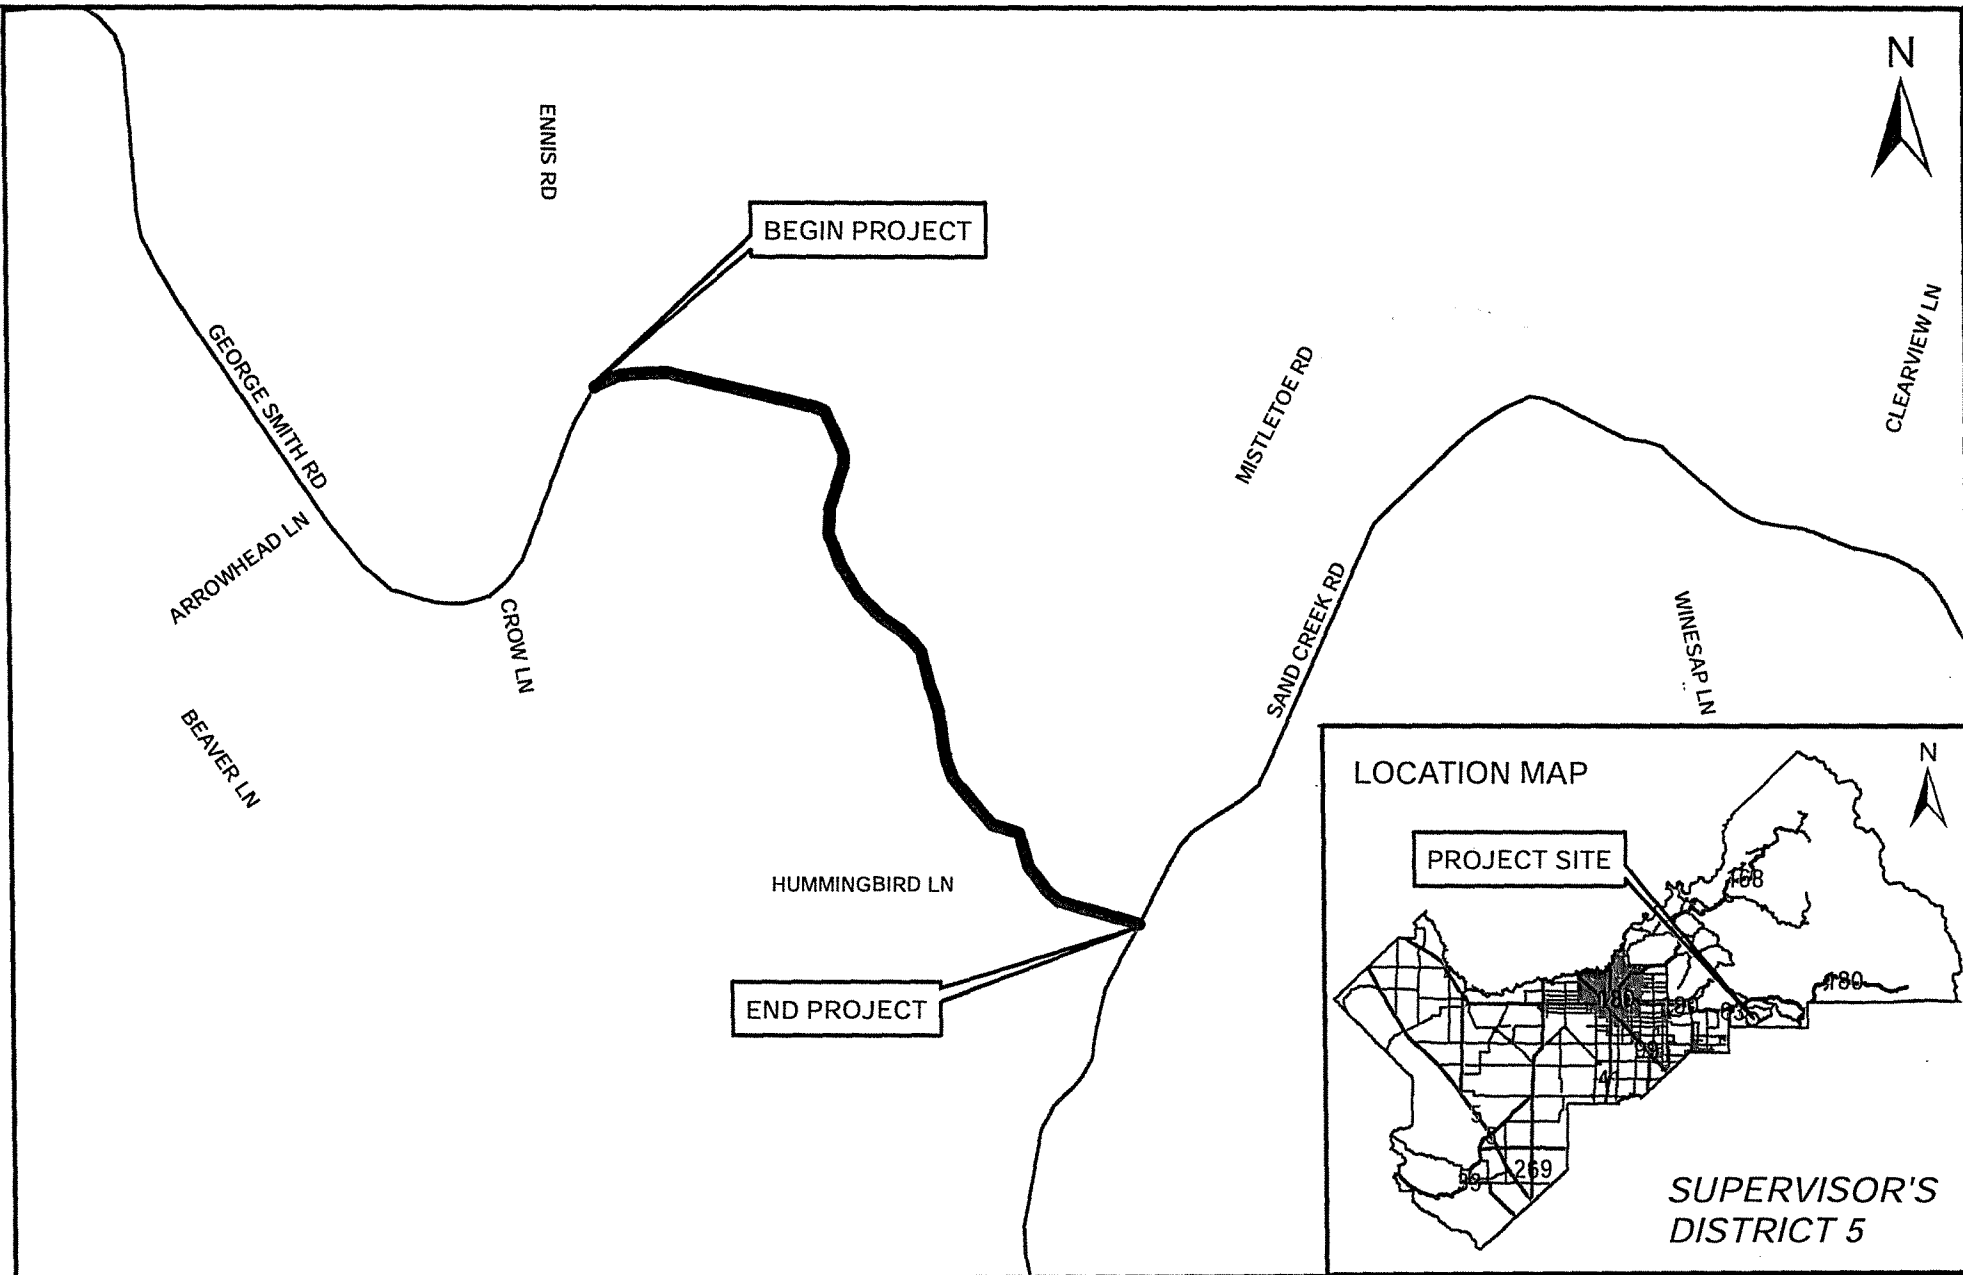 N
ENNIS RD
BEGIN PROJECT
GEORGE SMITH RD
MISTLETOE RD
CLEARVIEW LN
ARROWHEAD LN
CROW LN
SAND CREEK RD
WINESAP LN
BEAVER LN
HUMMINGBIRD LN
END PROJECT
LOCATION MAP
N
PROJECT SITE
168
180
180
99
41
5
269
SUPERVISOR'S
DISTRICT 5